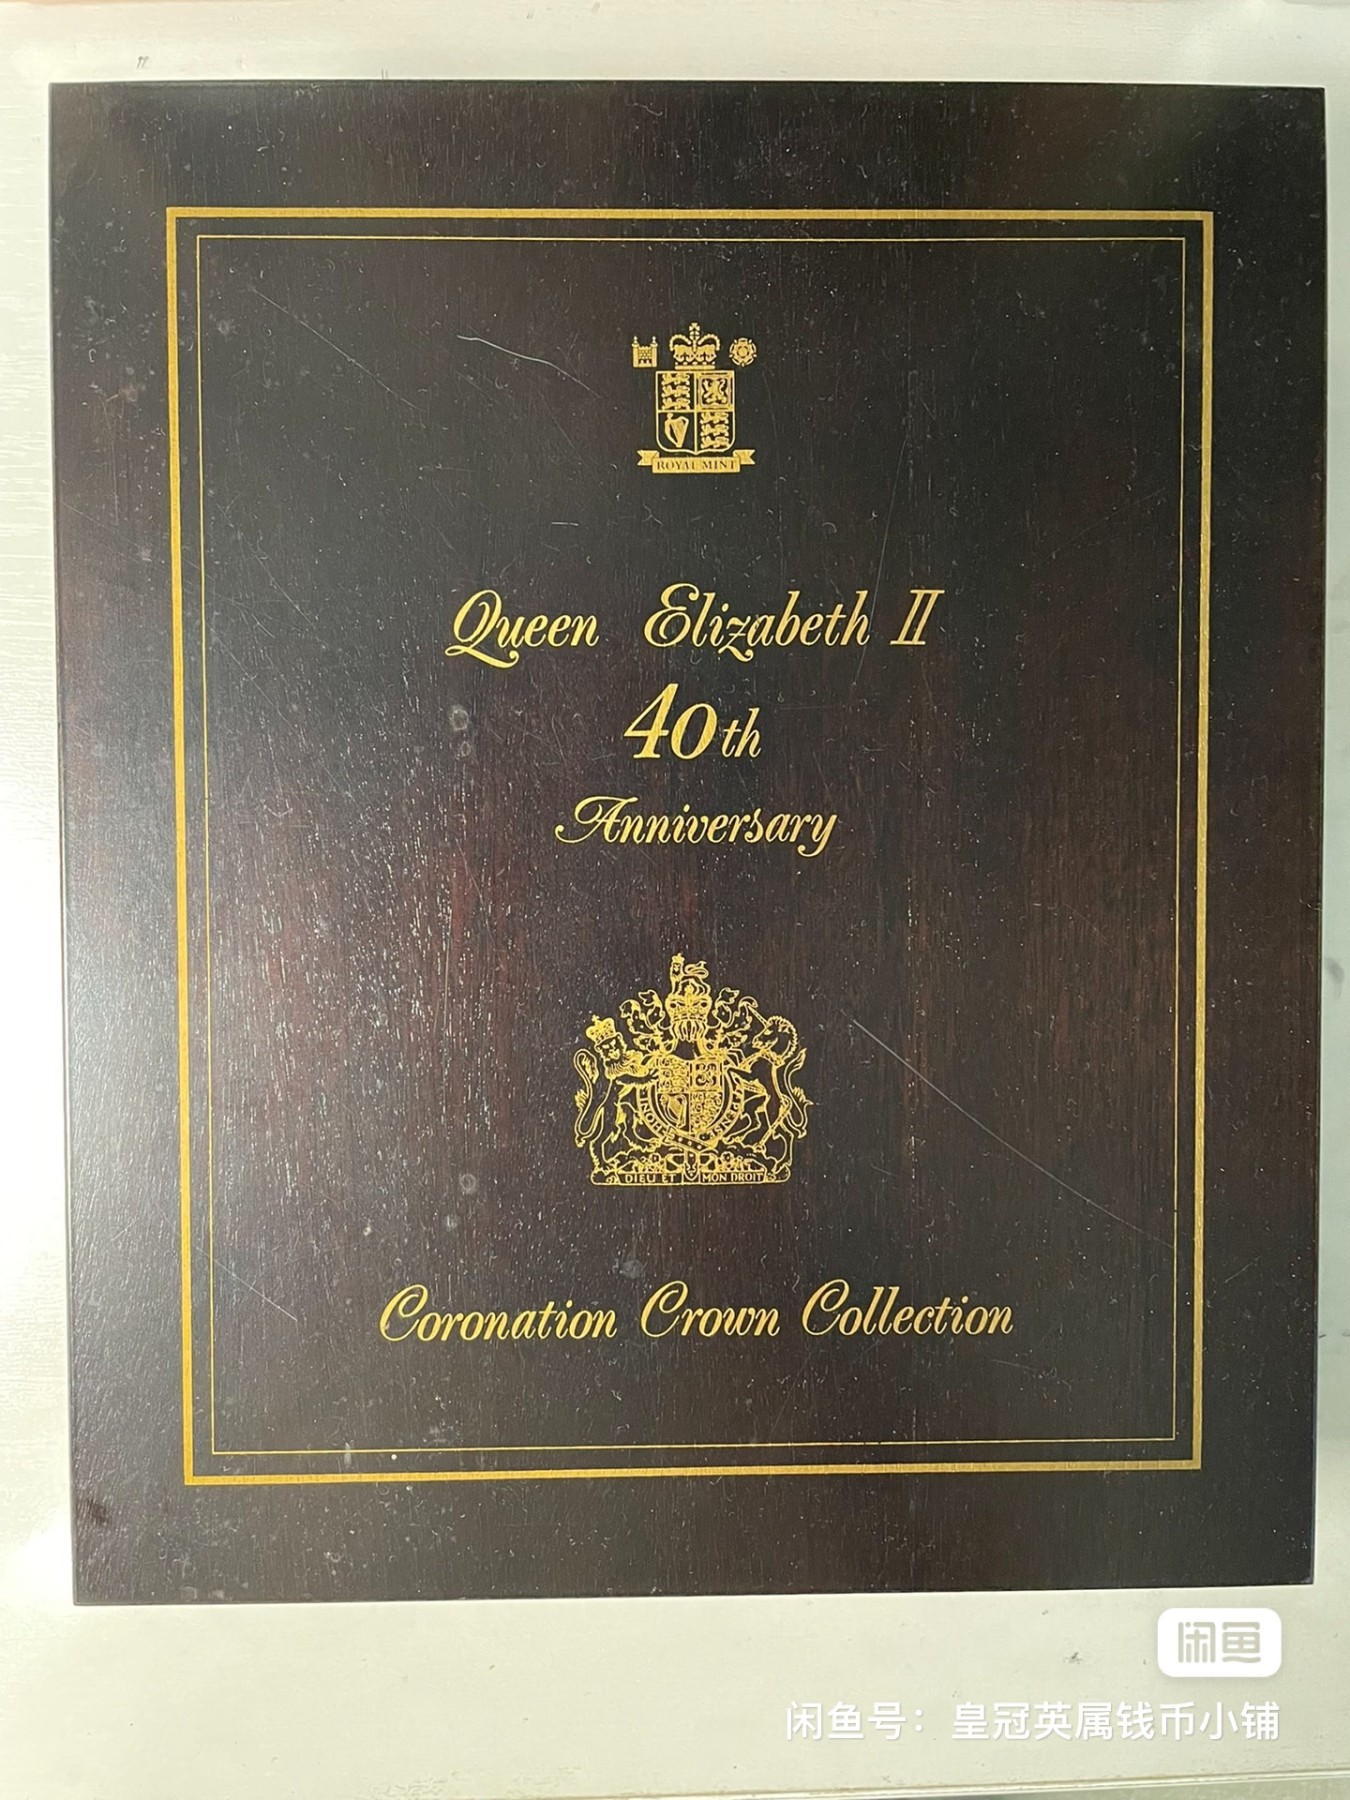 ROYAL MINT
Queen Elizabeth II
40th
Anniversary
DIEU ET MON DROIT
Coronation Crown Collection
闲鱼
闲鱼号：皇冠英属钱币小铺